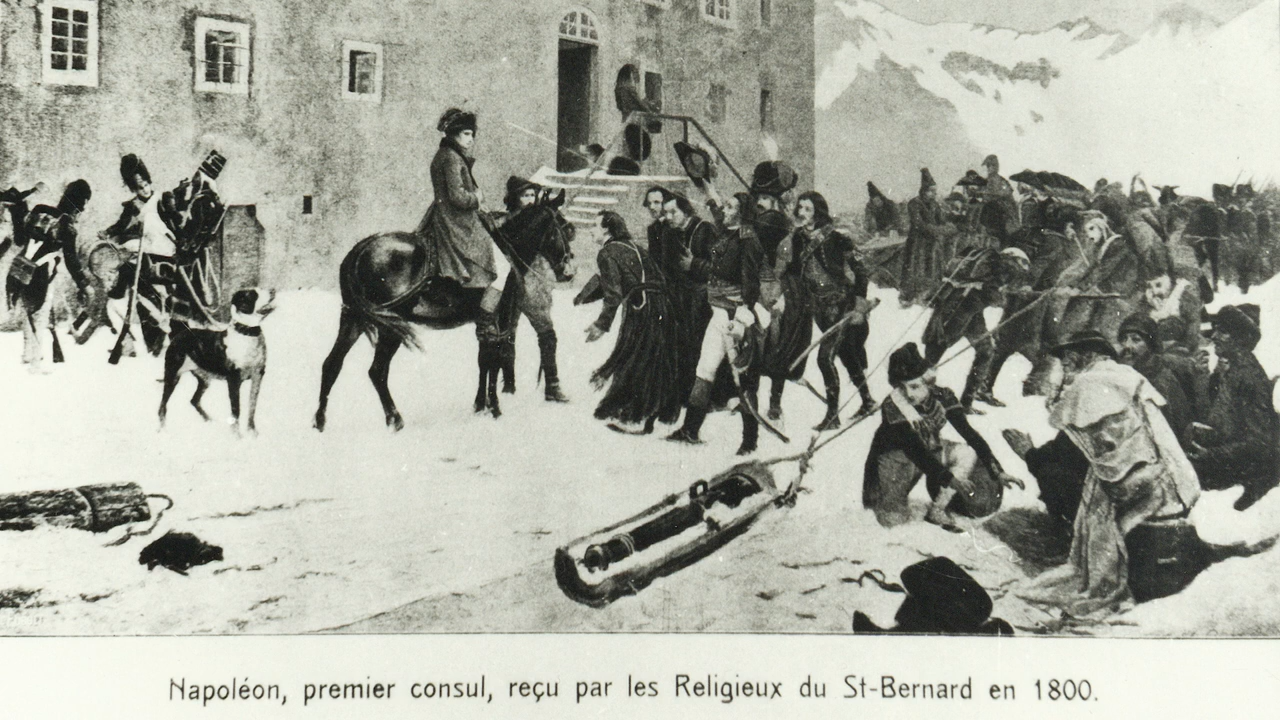 Napoléon, premier consul, reçu par les Religieux du St-Bernard en 1800.